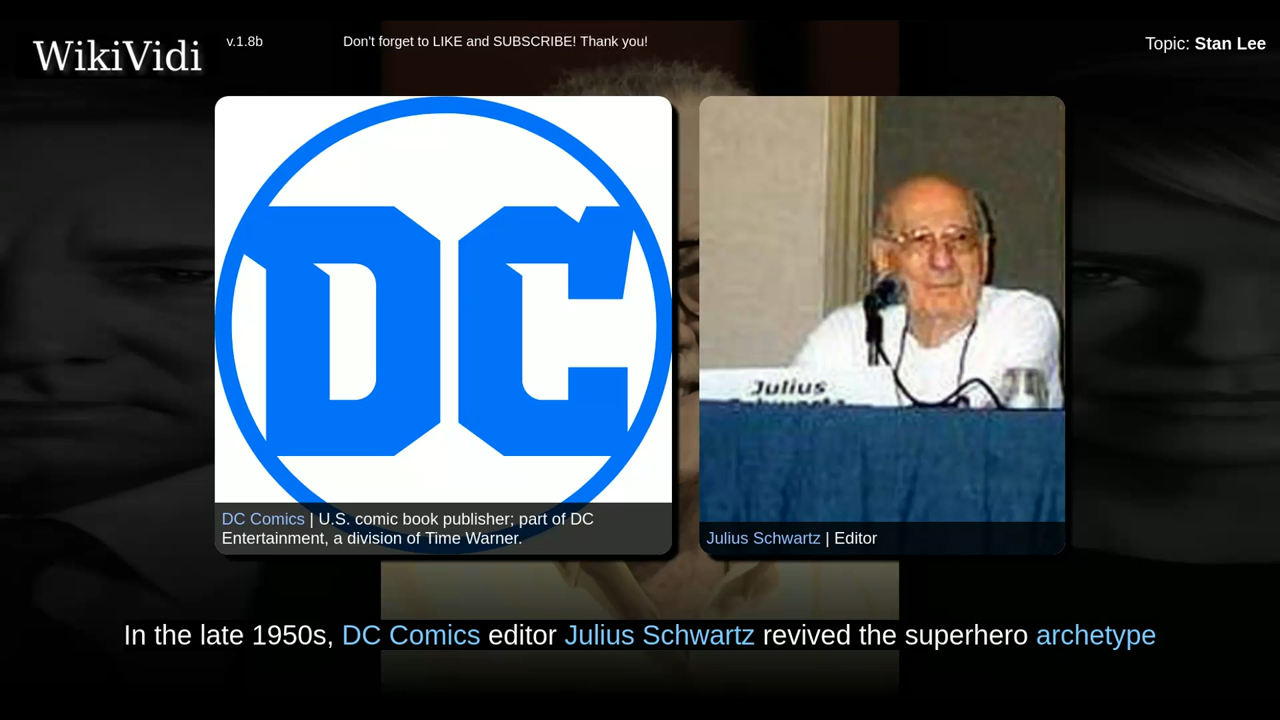 WikiVidi
v.1.8b
Don't forget to LIKE and SUBSCRIBE! Thank you!
Topic: Stan Lee
DC
Julius
DC Comics | U.S. comic book publisher; part of DC
Entertainment, a division of Time Warner.
Julius Schwartz | Editor
In the late 1950s, DC Comics editor Julius Schwartz revived the superhero archetype